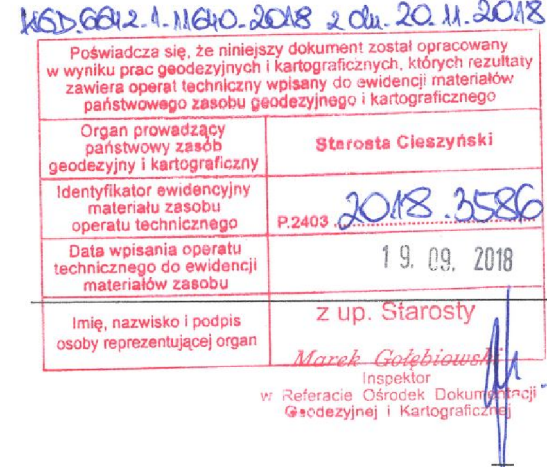 WGD.6642.1.11640.2018 z dn. 20.11.2018
Poświadcza się, że niniejszy dokument został opracowany
w wyniku prac geodezyjnych i kartograficznych, których rezultaty
zawiera operat techniczny wpisany do ewidencji materiałów
państwowego zasobu geodezyjnego i kartograficznego
Organ prowadzący
państwowy zasób
geodezyjny i kartograficzny
Starosta Cieszyński
Identyfikator ewidencyjny
materiału zasobu
operatu technicznego
P.2403.2018.3586
Data wpisania operatu
technicznego do ewidencji
materiałów zasobu
19. 09. 2018
Imię, nazwisko i podpis
osoby reprezentującej organ
z up. Starosty
Marek Gołębiowski
Inspektor
w Referacie Ośrodek Dokumentacji
Geodezyjnej i Kartograficznej